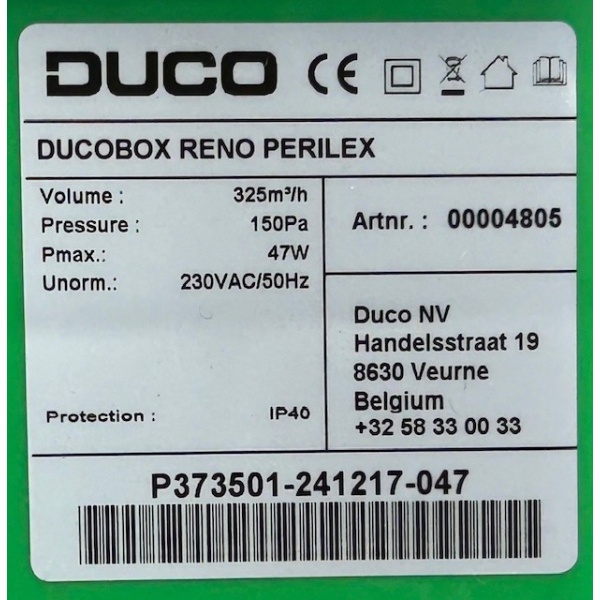 DUCO CE
DUCOBOX RENO PERILEX
Volume : 325m³/h
Pressure : 150Pa
Pmax.: 47W
Unorm.: 230VAC/50Hz
Protection : IP40
Artnr. : 00004805
Duco NV
Handelsstraat 19
8630 Veurne
Belgium
+32 58 33 00 33
P373501-241217-047